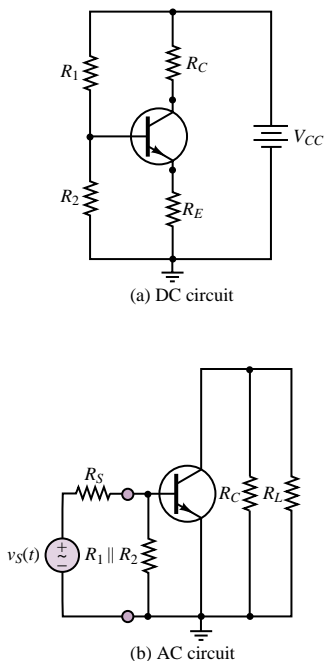 R1
RC
R2
RE
VCC
(a) DC circuit
RS
vS(t)
+
~
−
R1 || R2
RC
RL
(b) AC circuit